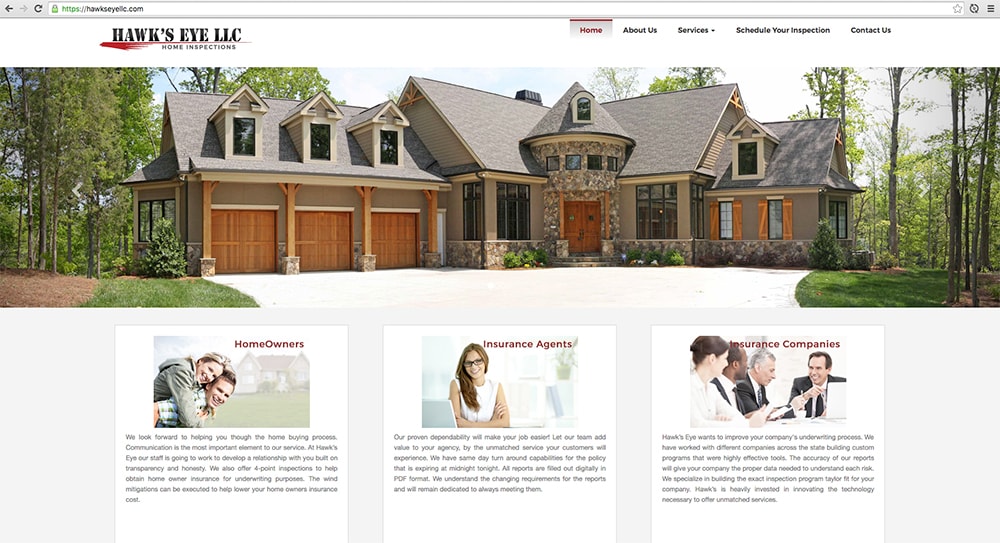 https://hawkseyellc.com
HAWK'S EYE LLC
HOME INSPECTIONS
Home About Us Services Schedule Your Inspection Contact Us
HomeOwners
We look forward to helping you though the home buying process.
Communication is the most important element to our service. At Hawk's
Eye our staff is going to work to develop a relationship with you built on
transparency and honesty. We also offer 4-point inspections to help
obtain home owner insurance for underwriting purposes. The wind
mitigations can be executed to help lower your home owners insurance
cost.
Insurance Agents
Our proven dependability will make your job easier! Let our team add
value to your agency, by the unmatched service your customers will
experience. We have same day turn around capabilities for the policy
that is expiring at midnight tonight. All reports are filled out digitally in
PDF format. We understand the changing requirements for the reports
and will remain dedicated to always meeting them.
Insurance Companies
Hawk's Eye wants to improve your company's underwriting process. We
have worked with different companies across the state building custom
programs that were highly effective tools. The accuracy of our reports
will give your company the proper data needed to understand each risk.
We specialize in building the exact inspection program taylor fit for your
company. Hawk's is heavily invested in innovating the technology
necessary to offer unmatched services.